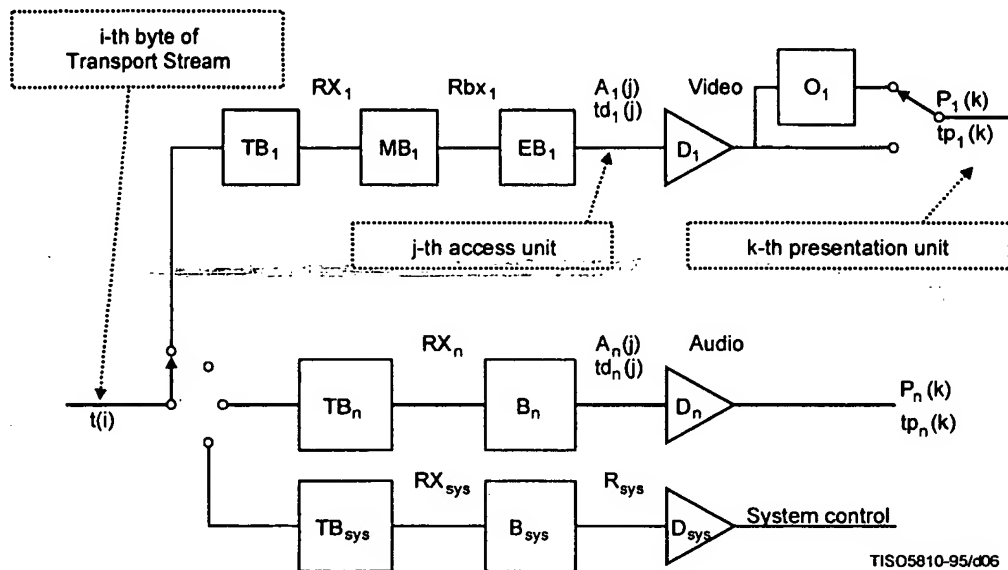 i-th byte of
Transport Stream
RX₁
Rbx₁
A₁(j)
td₁(j)
Video
O₁
P₁(k)
tp₁(k)
TB₁
MB₁
EB₁
D₁
j-th access unit
k-th presentation unit
t(i)
RXₙ
Aₙ(j)
tdₙ(j)
Audio
TBₙ
Bₙ
Dₙ
Pₙ(k)
tpₙ(k)
RXsys
Rsys
TBsys
Bsys
Dsys
System control
TISO5810-95/d06